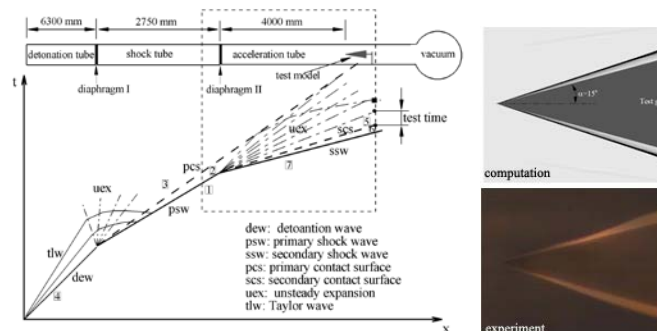 6300 mm
2750 mm
4000 mm
detonation tube
shock tube
acceleration tube
vacuum
diaphragm I
diaphragm II
test model
t
uex
scs
5
6
test time
ssw
7
pcs
2
1
3
psw
uex
tlw
dew
4
x
dew: detoantion wave
psw: primary shock wave
ssw: secondary shock wave
pcs: primary contact surface
scs: secondary contact surface
uex: unsteady expansion
tlw: Taylor wave
α=15°
Test
computation
experiment